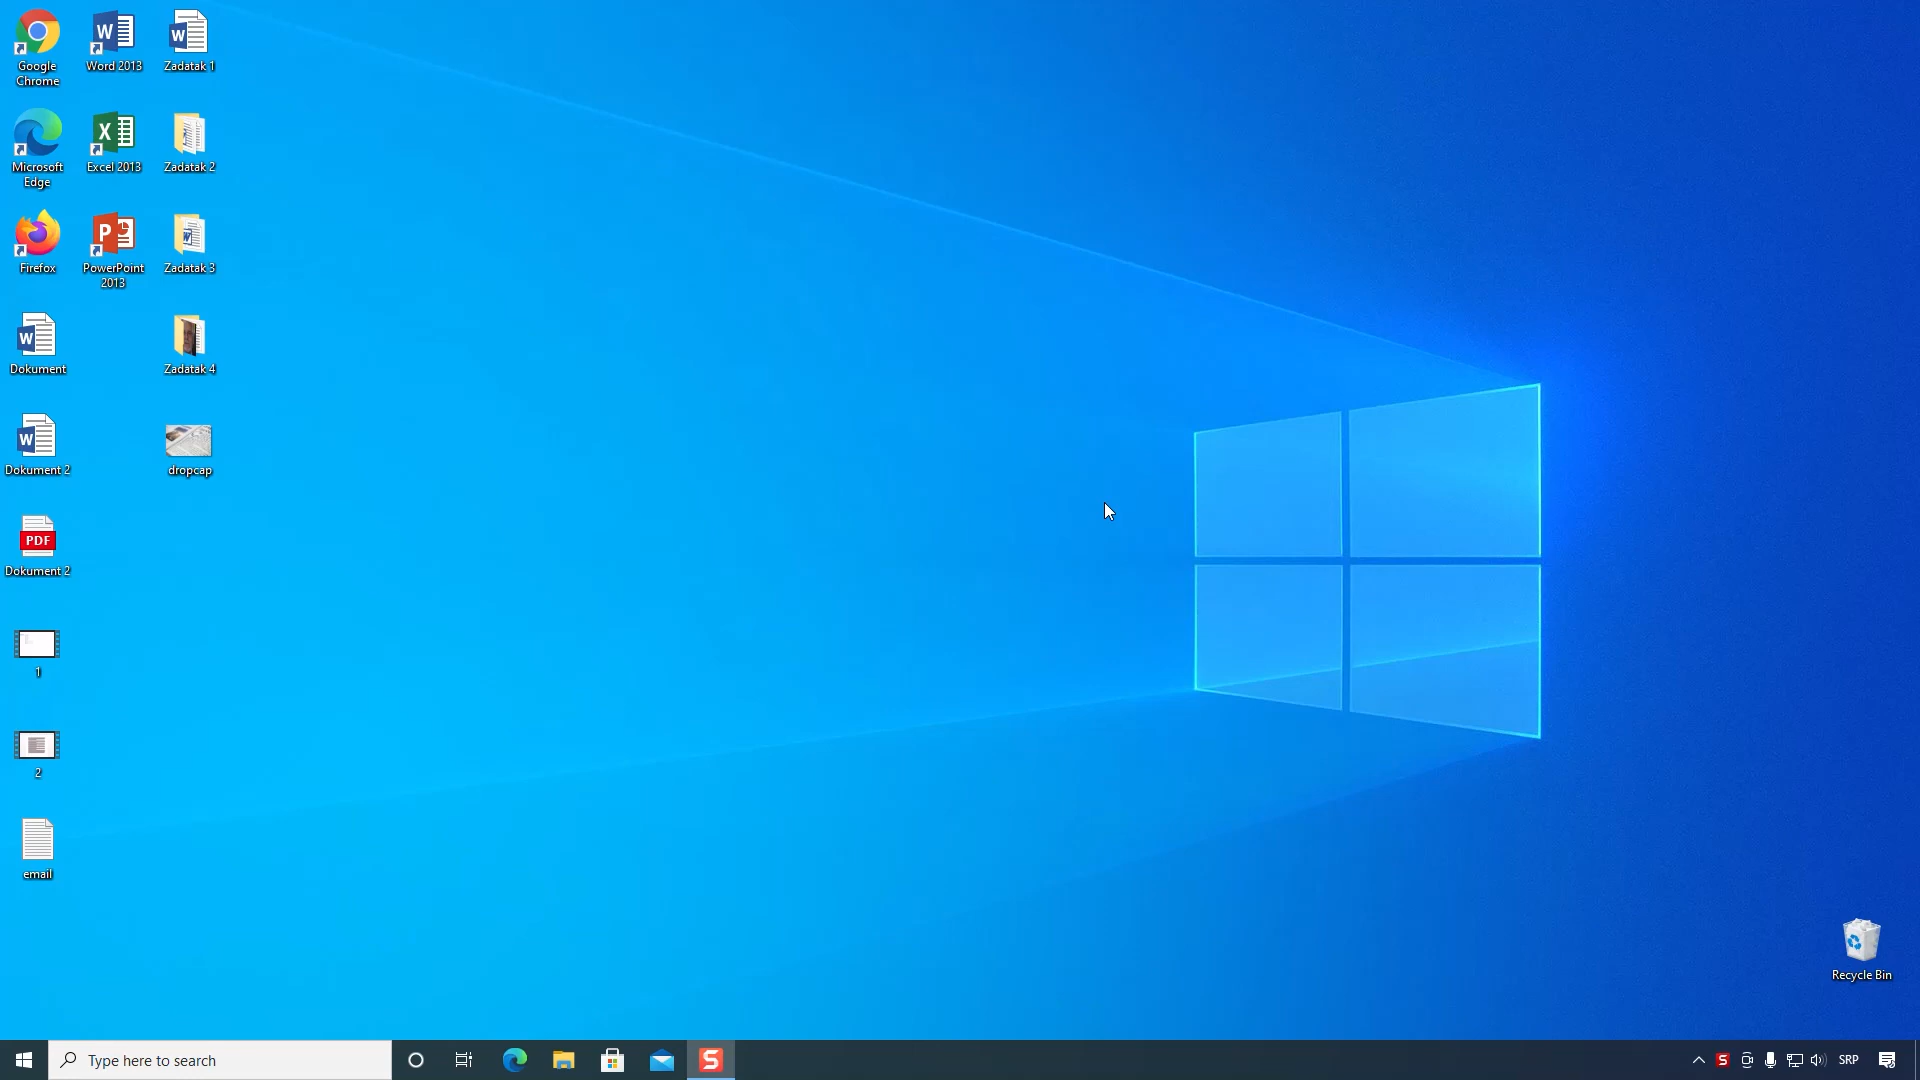 Google
Chrome
Word 2013
Zadatak 1
Microsoft
Edge
Excel 2013
Zadatak 2
Firefox
PowerPoint
2013
Zadatak 3
Dokument
Zadatak 4
Dokument 2
dropcap
PDF
Dokument 2
1
2
email
Recycle Bin
Type here to search
SRP